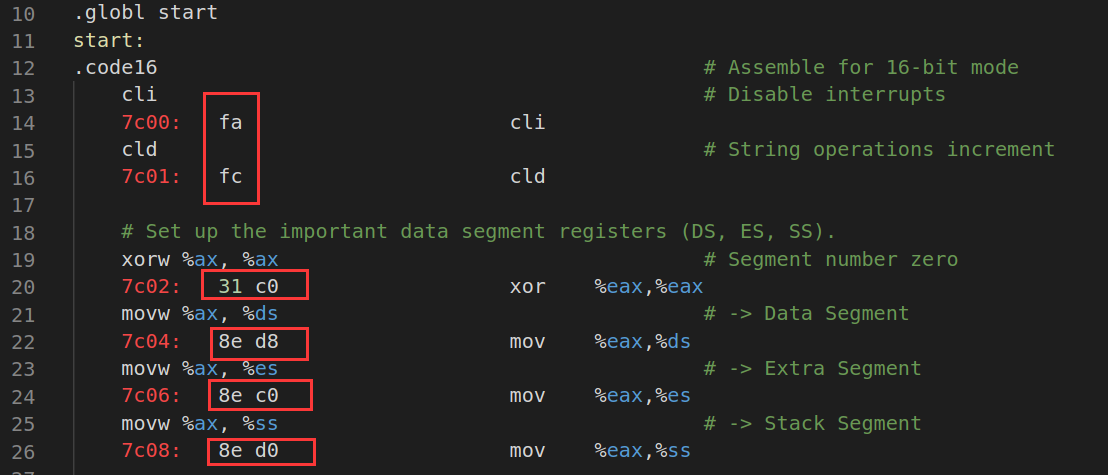 10 .globl start
11 start:
12 .code16 # Assemble for 16-bit mode
13 cli # Disable interrupts
14 7c00: fa cli
15 cld # String operations increment
16 7c01: fc cld
17
18 # Set up the important data segment registers (DS, ES, SS).
19 xorw %ax, %ax # Segment number zero
20 7c02: 31 c0 xor %eax,%eax
21 movw %ax, %ds # -> Data Segment
22 7c04: 8e d8 mov %eax,%ds
23 movw %ax, %es # -> Extra Segment
24 7c06: 8e c0 mov %eax,%es
25 movw %ax, %ss # -> Stack Segment
26 7c08: 8e d0 mov %eax,%ss